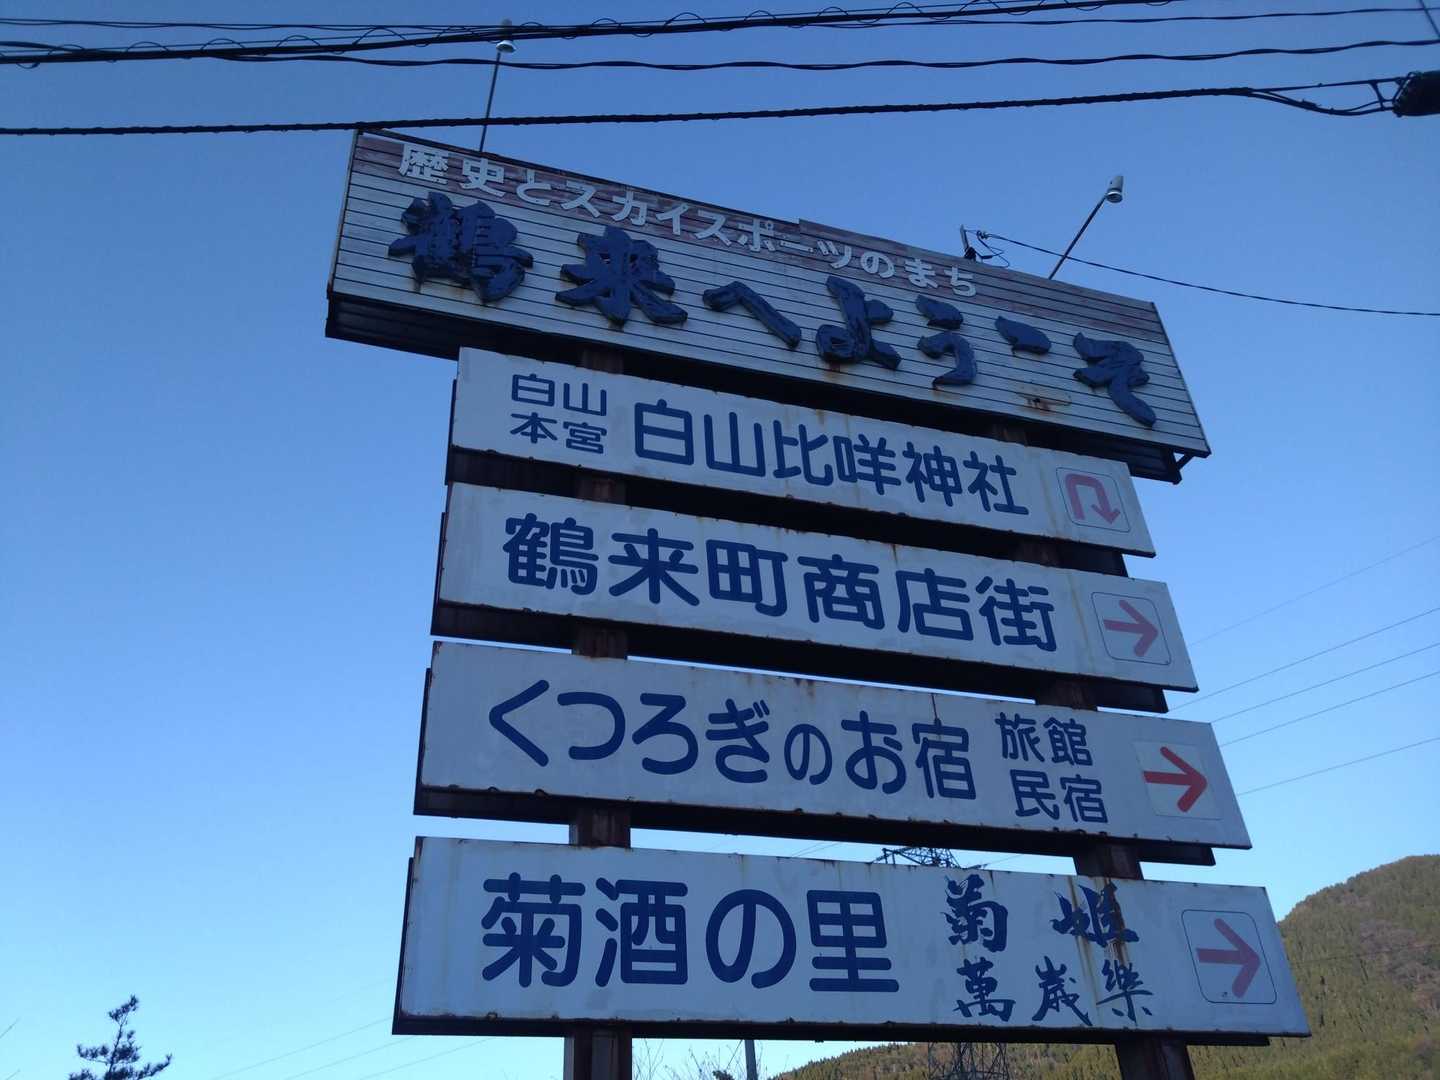 歴史とスカイスポーツのまち
鶴来へようこそ
白山
本宮
白山比咩神社
鶴来町商店街
くつろぎのお宿
旅館
民宿
菊酒の里
菊姫
萬歳樂